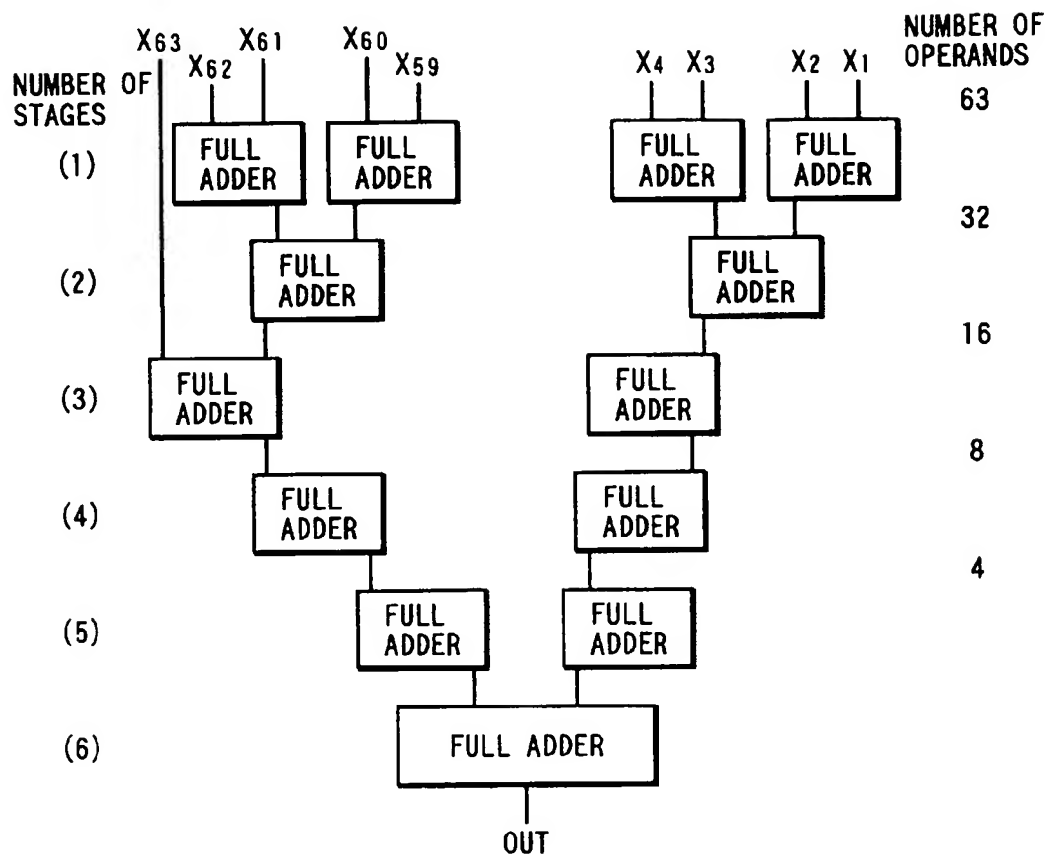 NUMBER OF
OPERANDS
X63 X62 X61 X60 X59 X4 X3 X2 X1
NUMBER OF
STAGES
63
(1)
FULL
ADDER
FULL
ADDER
FULL
ADDER
FULL
ADDER
32
(2)
FULL
ADDER
FULL
ADDER
16
(3)
FULL
ADDER
FULL
ADDER
8
(4)
FULL
ADDER
FULL
ADDER
4
(5)
FULL
ADDER
FULL
ADDER
(6)
FULL ADDER
OUT